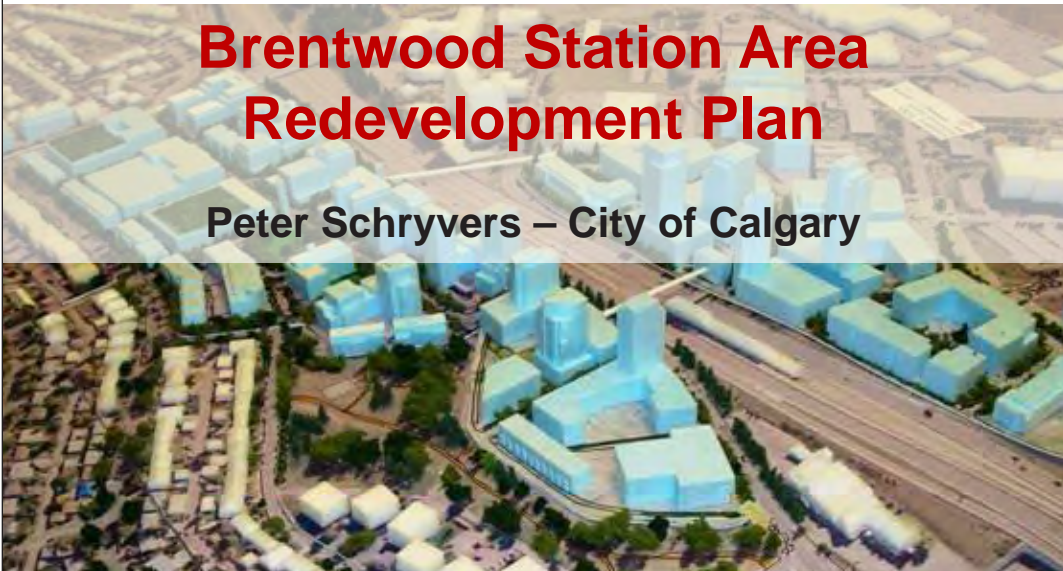 Brentwood Station Area
Redevelopment Plan
Peter Schryvers – City of Calgary